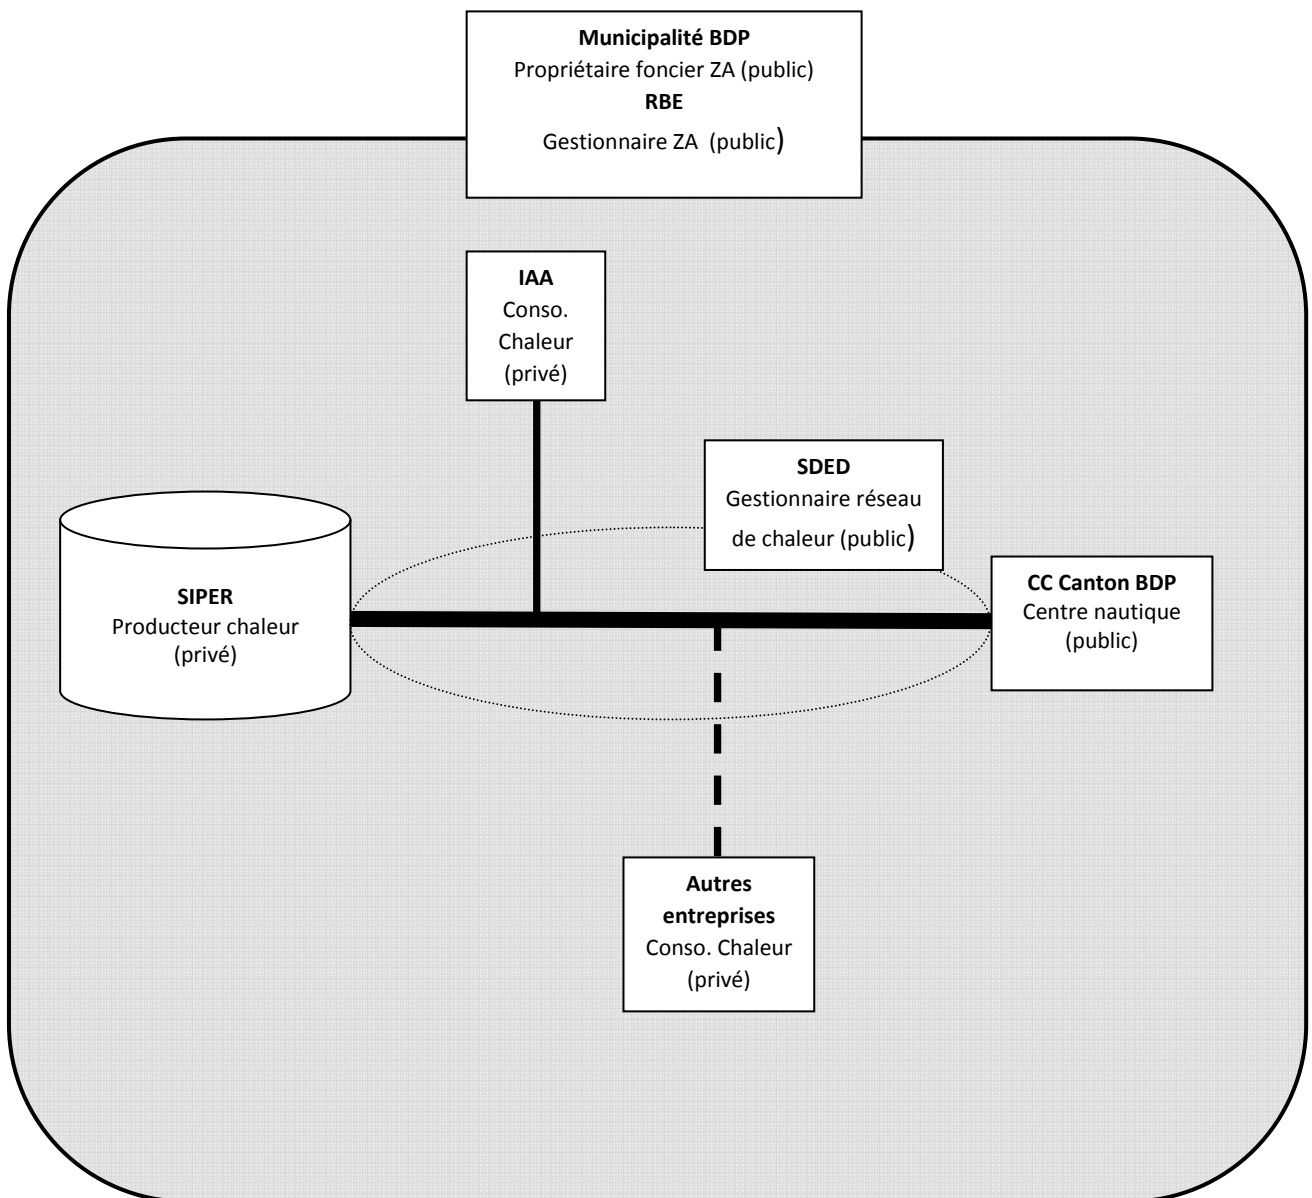 Municipalité BDP
Propriétaire foncier ZA (public)
RBE
Gestionnaire ZA (public)
IAA
Conso.
Chaleur
(privé)
SDED
Gestionnaire réseau
de chaleur (public)
SIPER
Producteur chaleur
(privé)
CC Canton BDP
Centre nautique
(public)
Autres
entreprises
Conso. Chaleur
(privé)